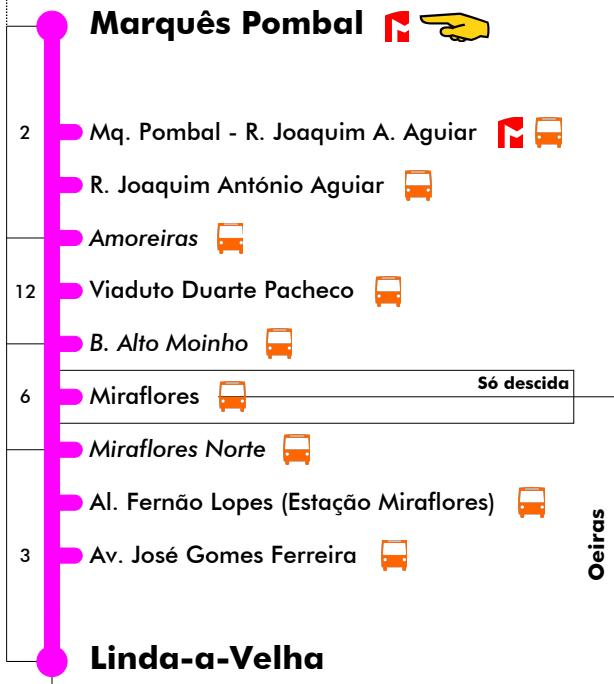 Marquês Pombal
2
Mq. Pombal - R. Joaquim A. Aguiar
R. Joaquim António Aguiar
Amoreiras
12
Viaduto Duarte Pacheco
B. Alto Moinho
6
Miraflores
Só descida
Miraflores Norte
Al. Fernão Lopes (Estação Miraflores)
3
Av. José Gomes Ferreira
Oeiras
Linda-a-Velha